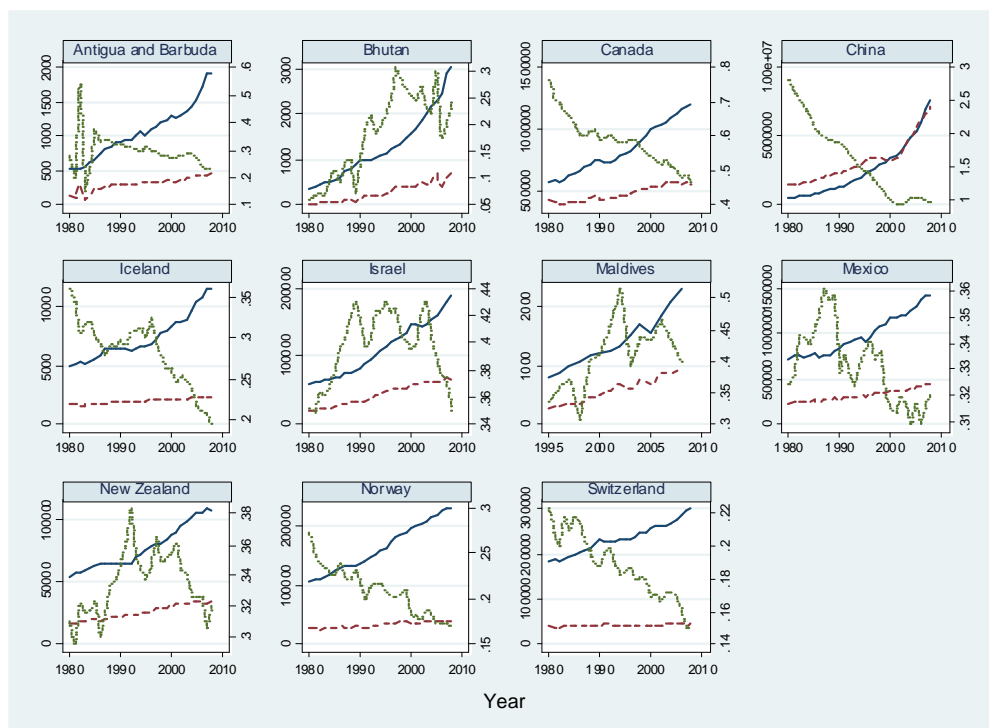 Antigua and Barbuda
0 500 1000 1500 2000
.1 .2 .3 .4 .5 .6
1980 1990 2000 2010
Bhutan
0 1000 2000 3000
.05 .1 .15 .2 .25 .3
1980 1990 2000 2010
Canada
50000 100000 150000
.4 .5 .6 .7 .8
1980 1990 2000 2010
China
0 5000000 1.00e+07
1 1.5 2 2.5 3
1980 1990 2000 2010
Iceland
0 5000 10000
.2 .25 .3 .35
1980 1990 2000 2010
Israel
0 100000 200000
.34 .36 .38 .4 .42 .44
1980 1990 2000 2010
Maldives
0 1000 2000
.3 .35 .4 .45 .5
1995 2000 2005 2010
Mexico
0 500000 1000000 1500000
.31 .32 .33 .34 .35 .36
1980 1990 2000 2010
New Zealand
0 50000 100000
.3 .32 .34 .36 .38
1980 1990 2000 2010
Norway
0 100000 200000
.15 .2 .25 .3
1980 1990 2000 2010
Switzerland
0 100000 200000 300000
.14 .16 .18 .2 .22
1980 1990 2000 2010
Year